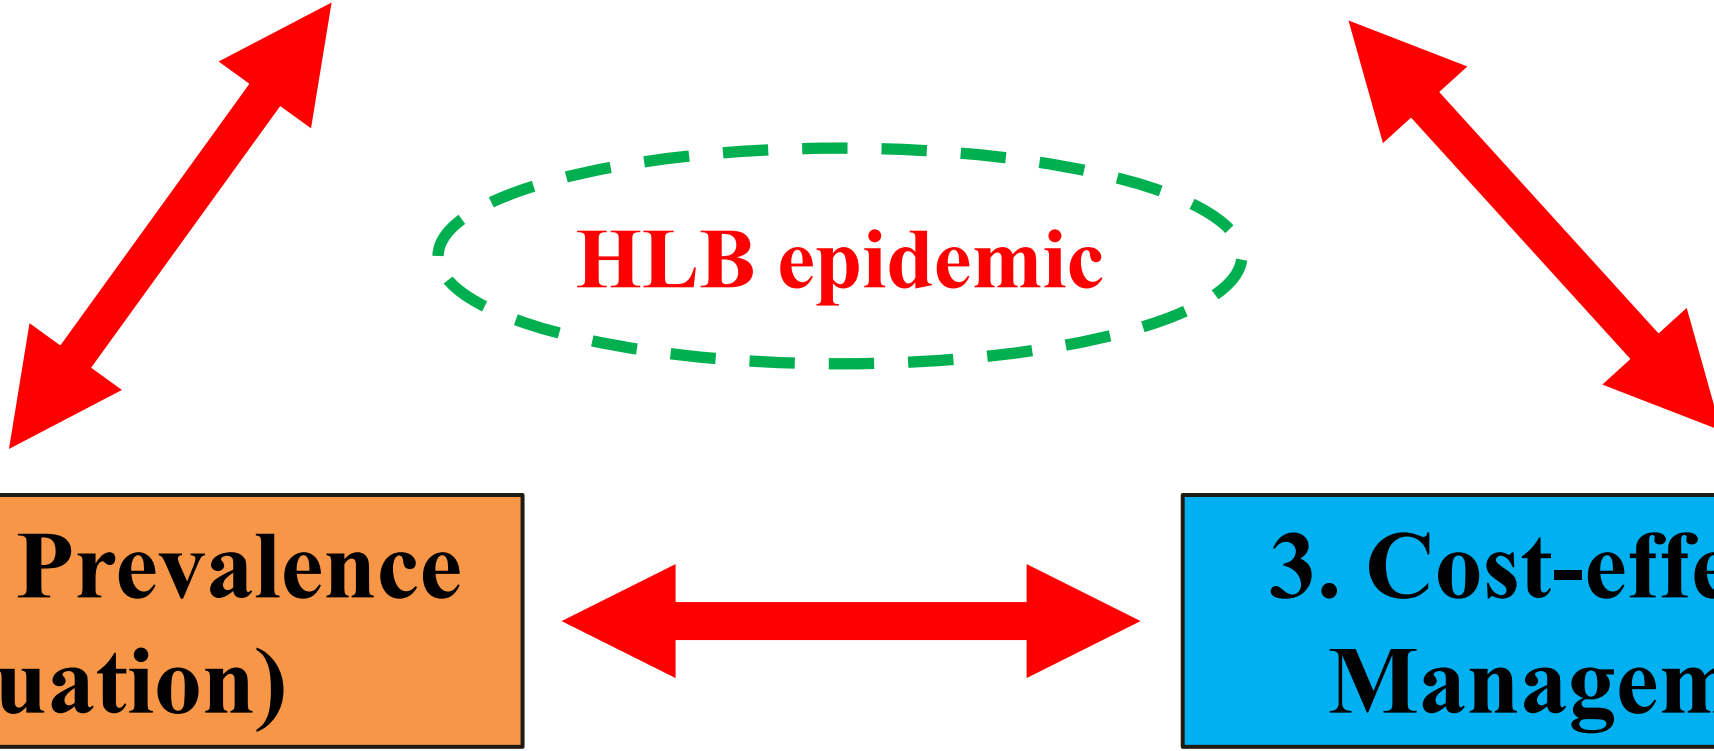 HLB epidemic
Prevalence
uation)
3. Cost-effe
Managem